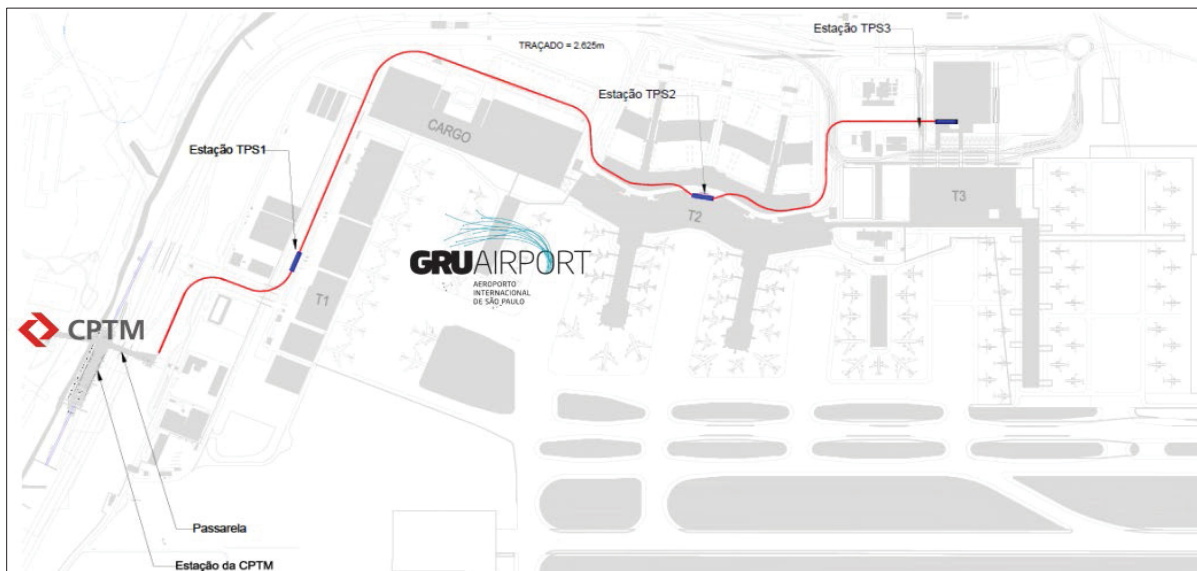 Estação TPS3
TRAÇADO = 2.625m
Estação TPS2
CARGO
Estação TPS1
T2
T3
GRUAIRPORT
AEROPORTO
INTERNACIONAL
DE SÃO PAULO
T1
CPTM
Passarela
Estação da CPTM